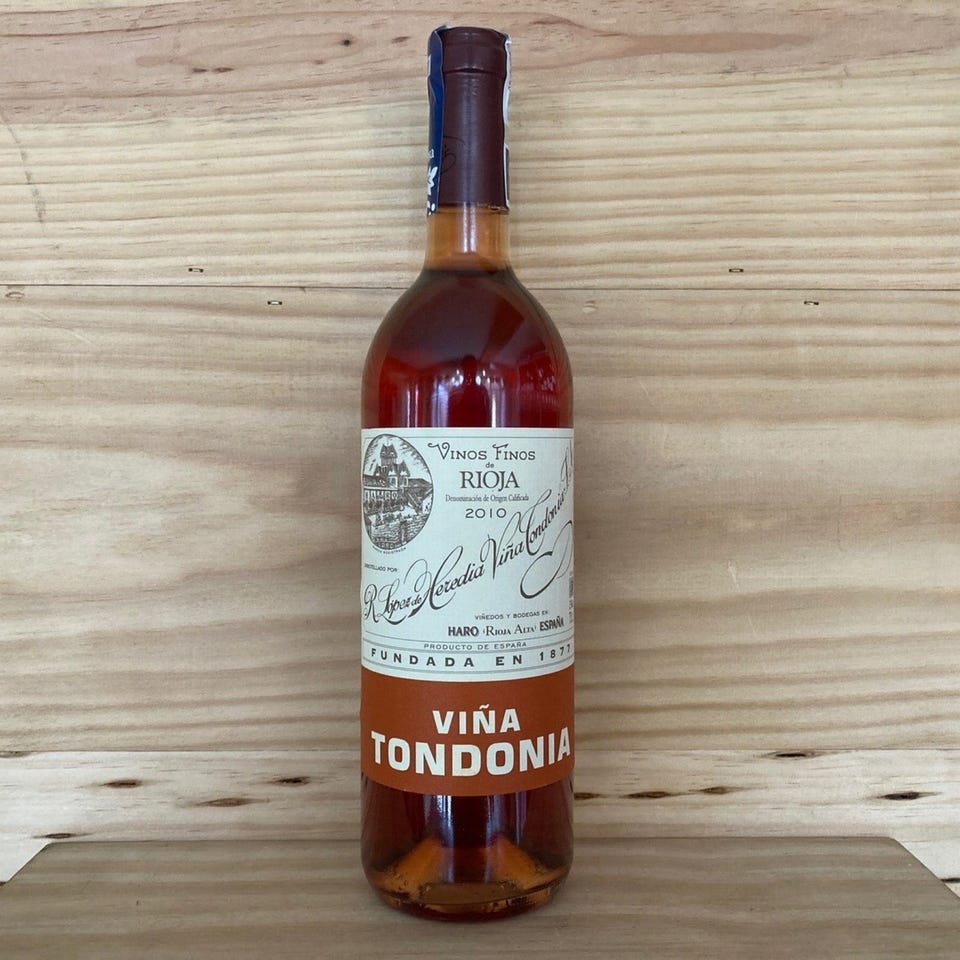 VINOS FINOS
de
RIOJA
Denominación de Origen Calificada
2010
R. López de Heredia Viña Tondonia
EMBOTELLADO POR:
VIÑEDOS Y BODEGAS EN:
HARO (RIOJA ALTA) ESPAÑA
PRODUCTO DE ESPAÑA
FUNDADA EN 1877
VIÑA
TONDONIA